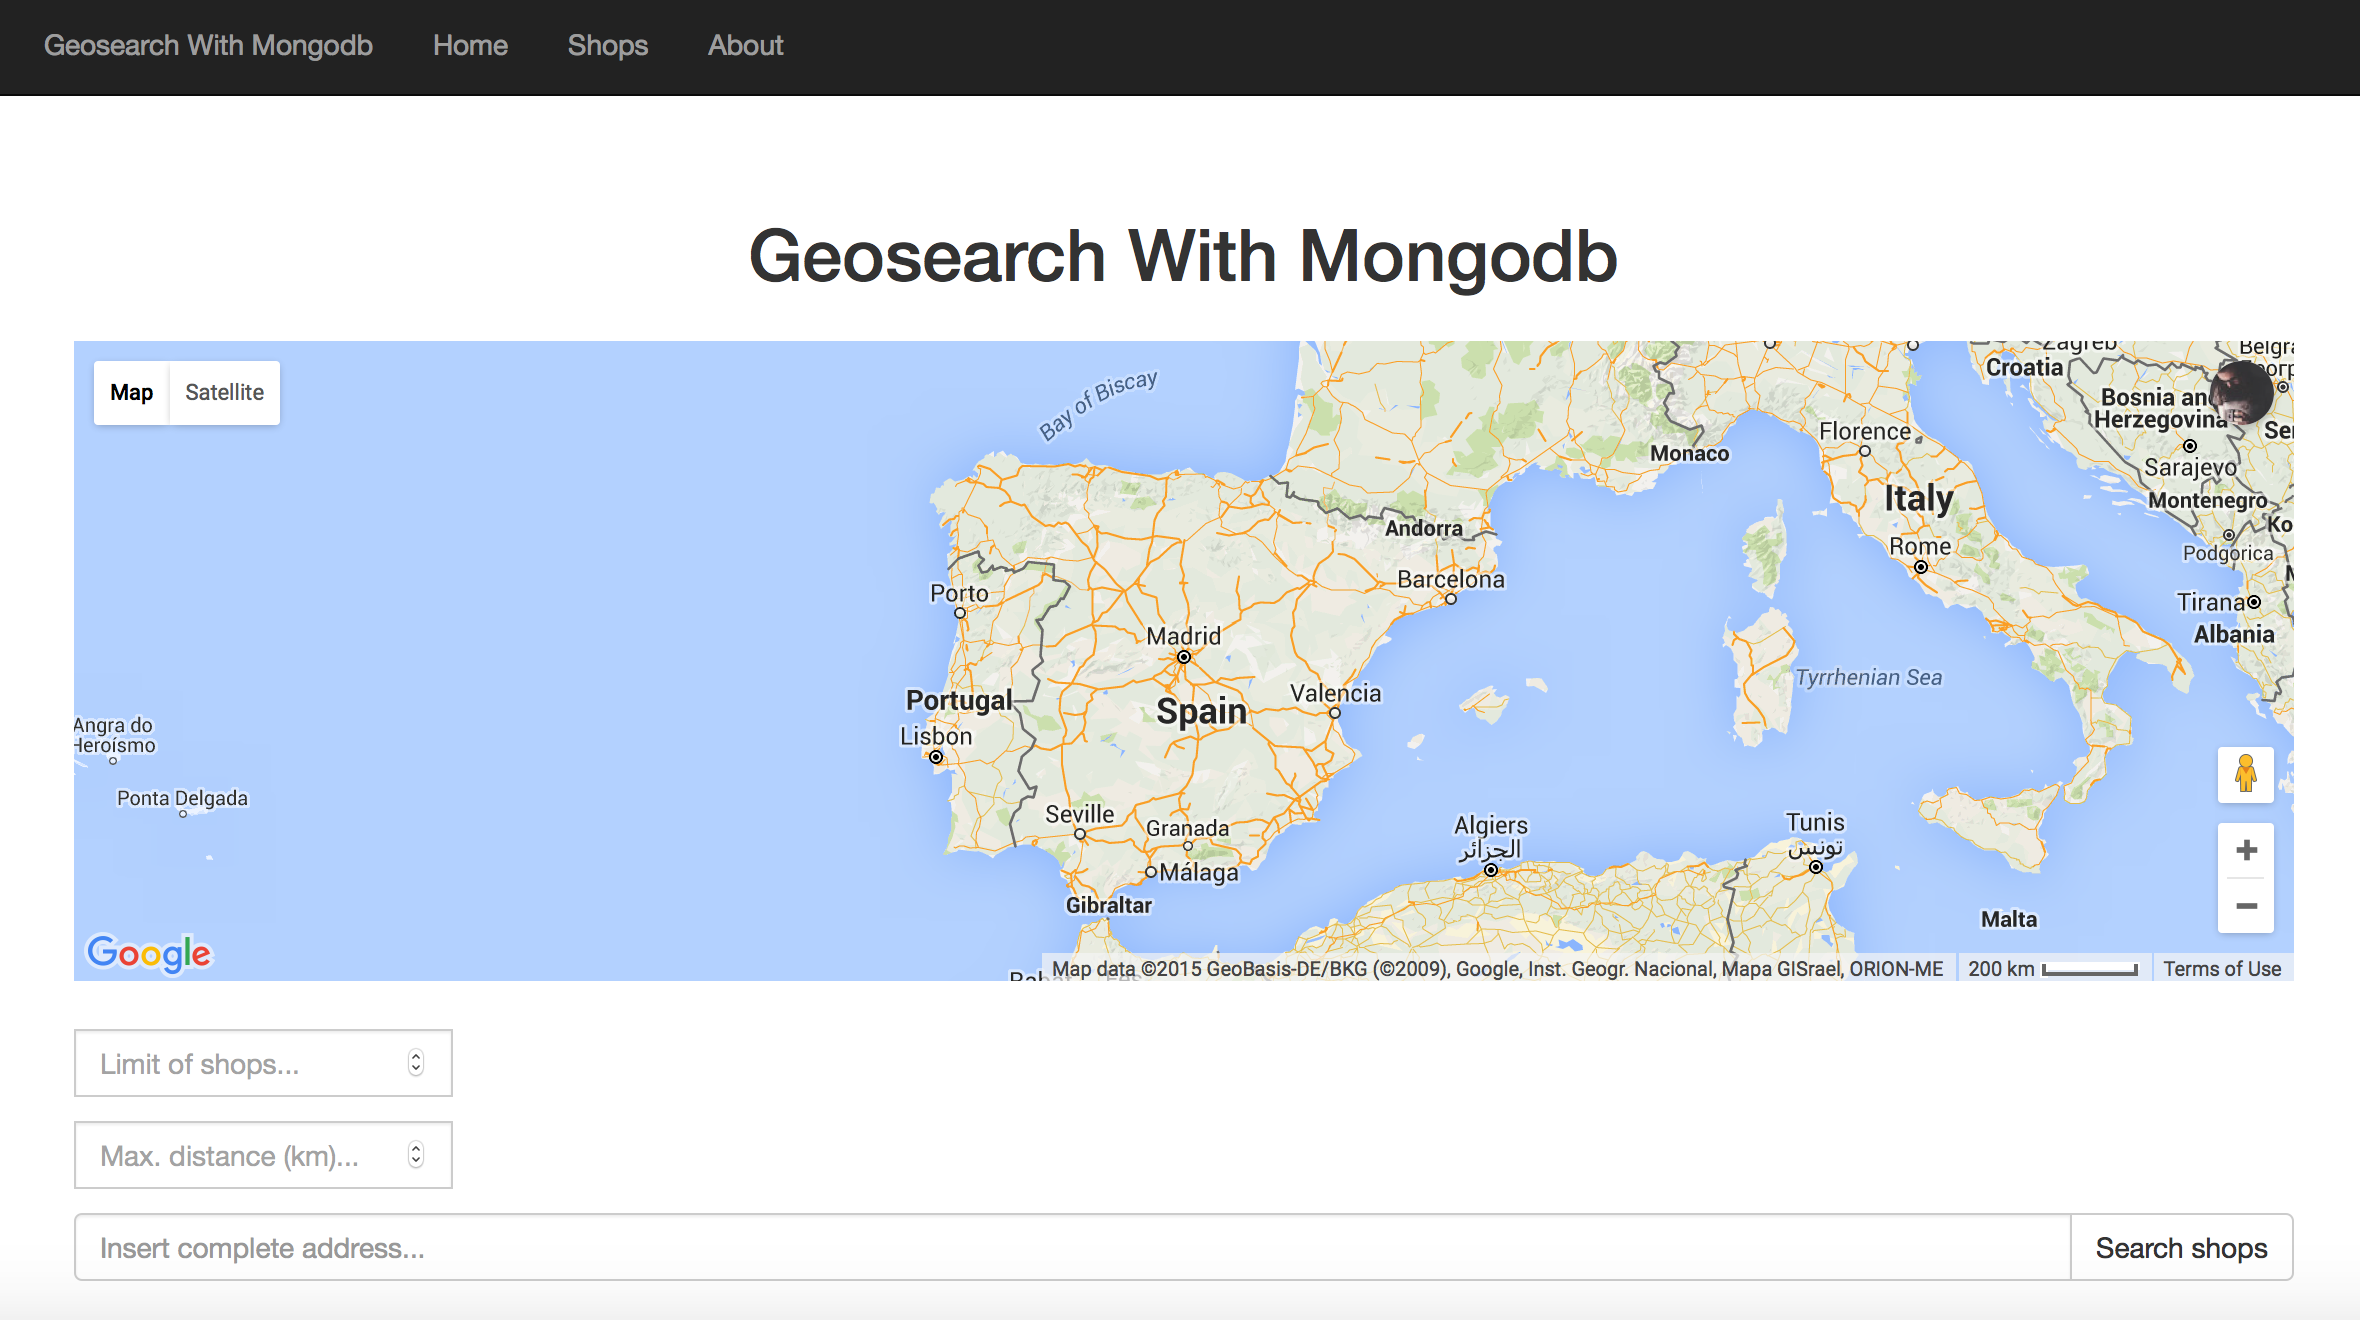 Geosearch With Mongodb Home Shops About
Geosearch With Mongodb
Map Satellite
Bay of Biscay
Zagreb
Croatia
Bosnia and
Herzegovina
Sarajevo
Montenegro
Podgorica
Tirana
Albania
Florence
Monaco
Italy
Rome
Andorra
Barcelona
Porto
Madrid
Portugal
Spain
Valencia
Lisbon
Tyrrhenian Sea
Angra do
Heroísmo
Ponta Delgada
Seville
Granada
Málaga
Gibraltar
Algiers
الجزائر
Tunis
تونس
Malta
Google
Map data ©2015 GeoBasis-DE/BKG (©2009), Google, Inst. Geogr. Nacional, Mapa GISrael, ORION-ME 200 km Terms of Use
Limit of shops...
Max. distance (km)...
Insert complete address... Search shops